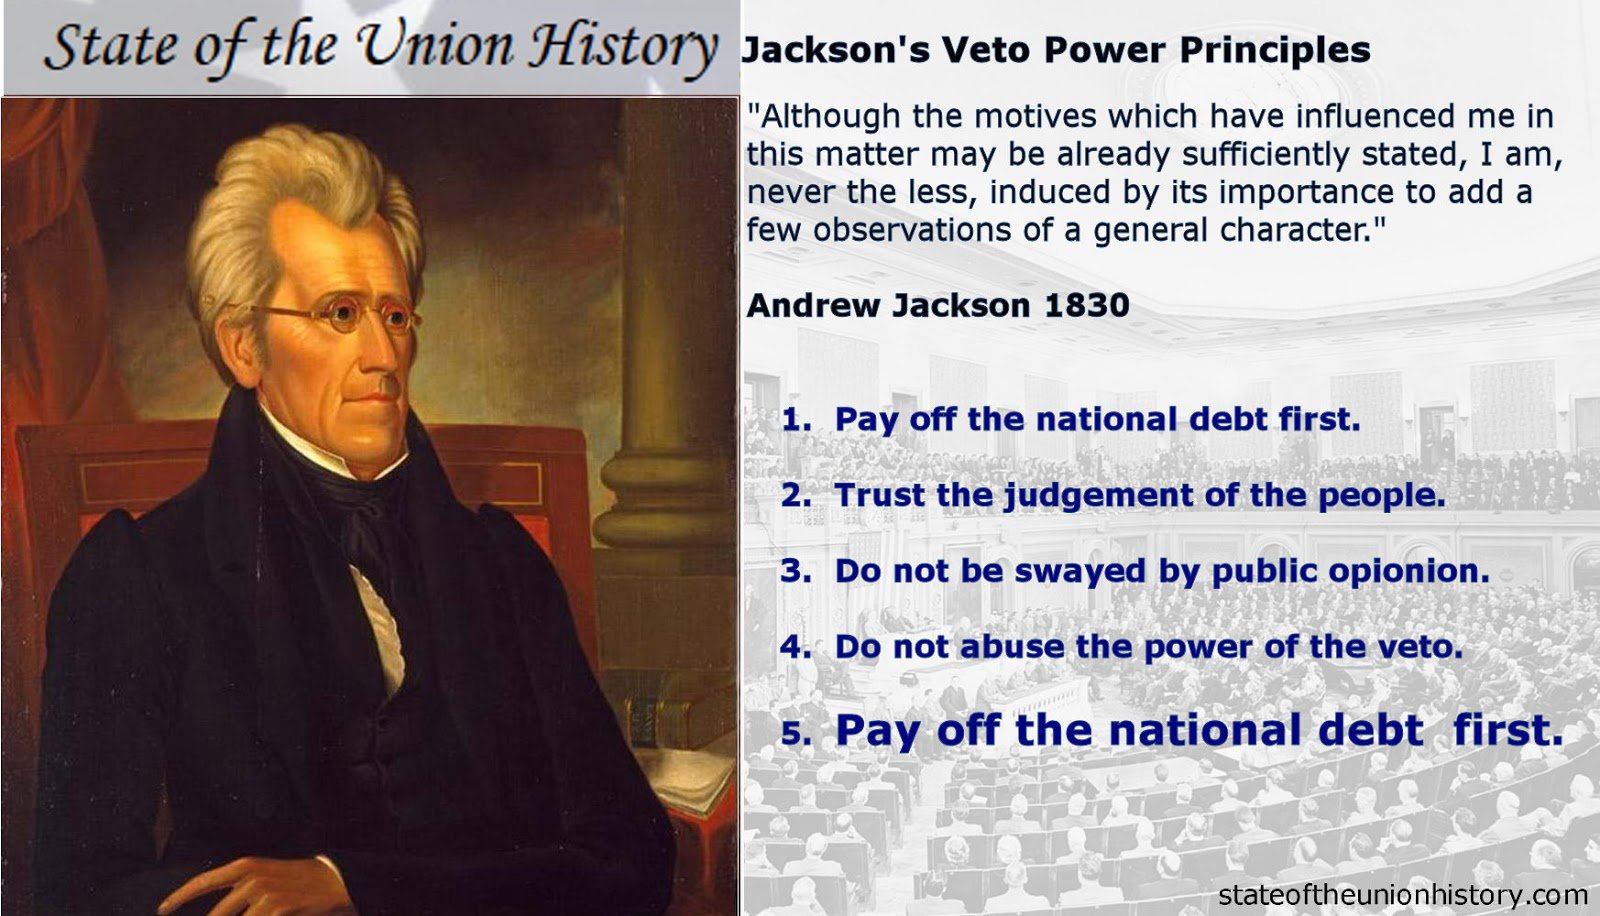 State of the Union History
Jackson's Veto Power Principles
"Although the motives which have influenced me in
this matter may be already sufficiently stated, I am,
never the less, induced by its importance to add a
few observations of a general character."
Andrew Jackson 1830
1. Pay off the national debt first.
2. Trust the judgement of the people.
3. Do not be swayed by public opionion.
4. Do not abuse the power of the veto.
5. Pay off the national debt first.
stateoftheunionhistory.com